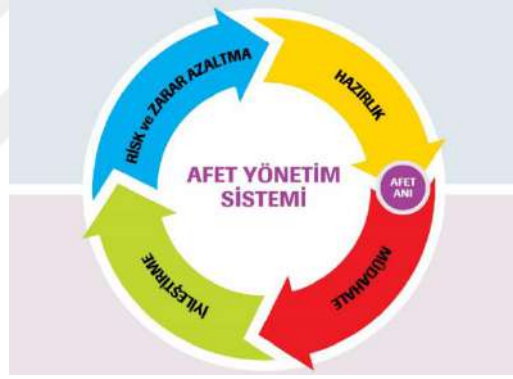 RİSK ve ZARAR AZALTMA
HAZIRLIK
AFET YÖNETİM
SİSTEMİ
AFET
ANI
İYİLEŞTİRME
MÜDAHALE